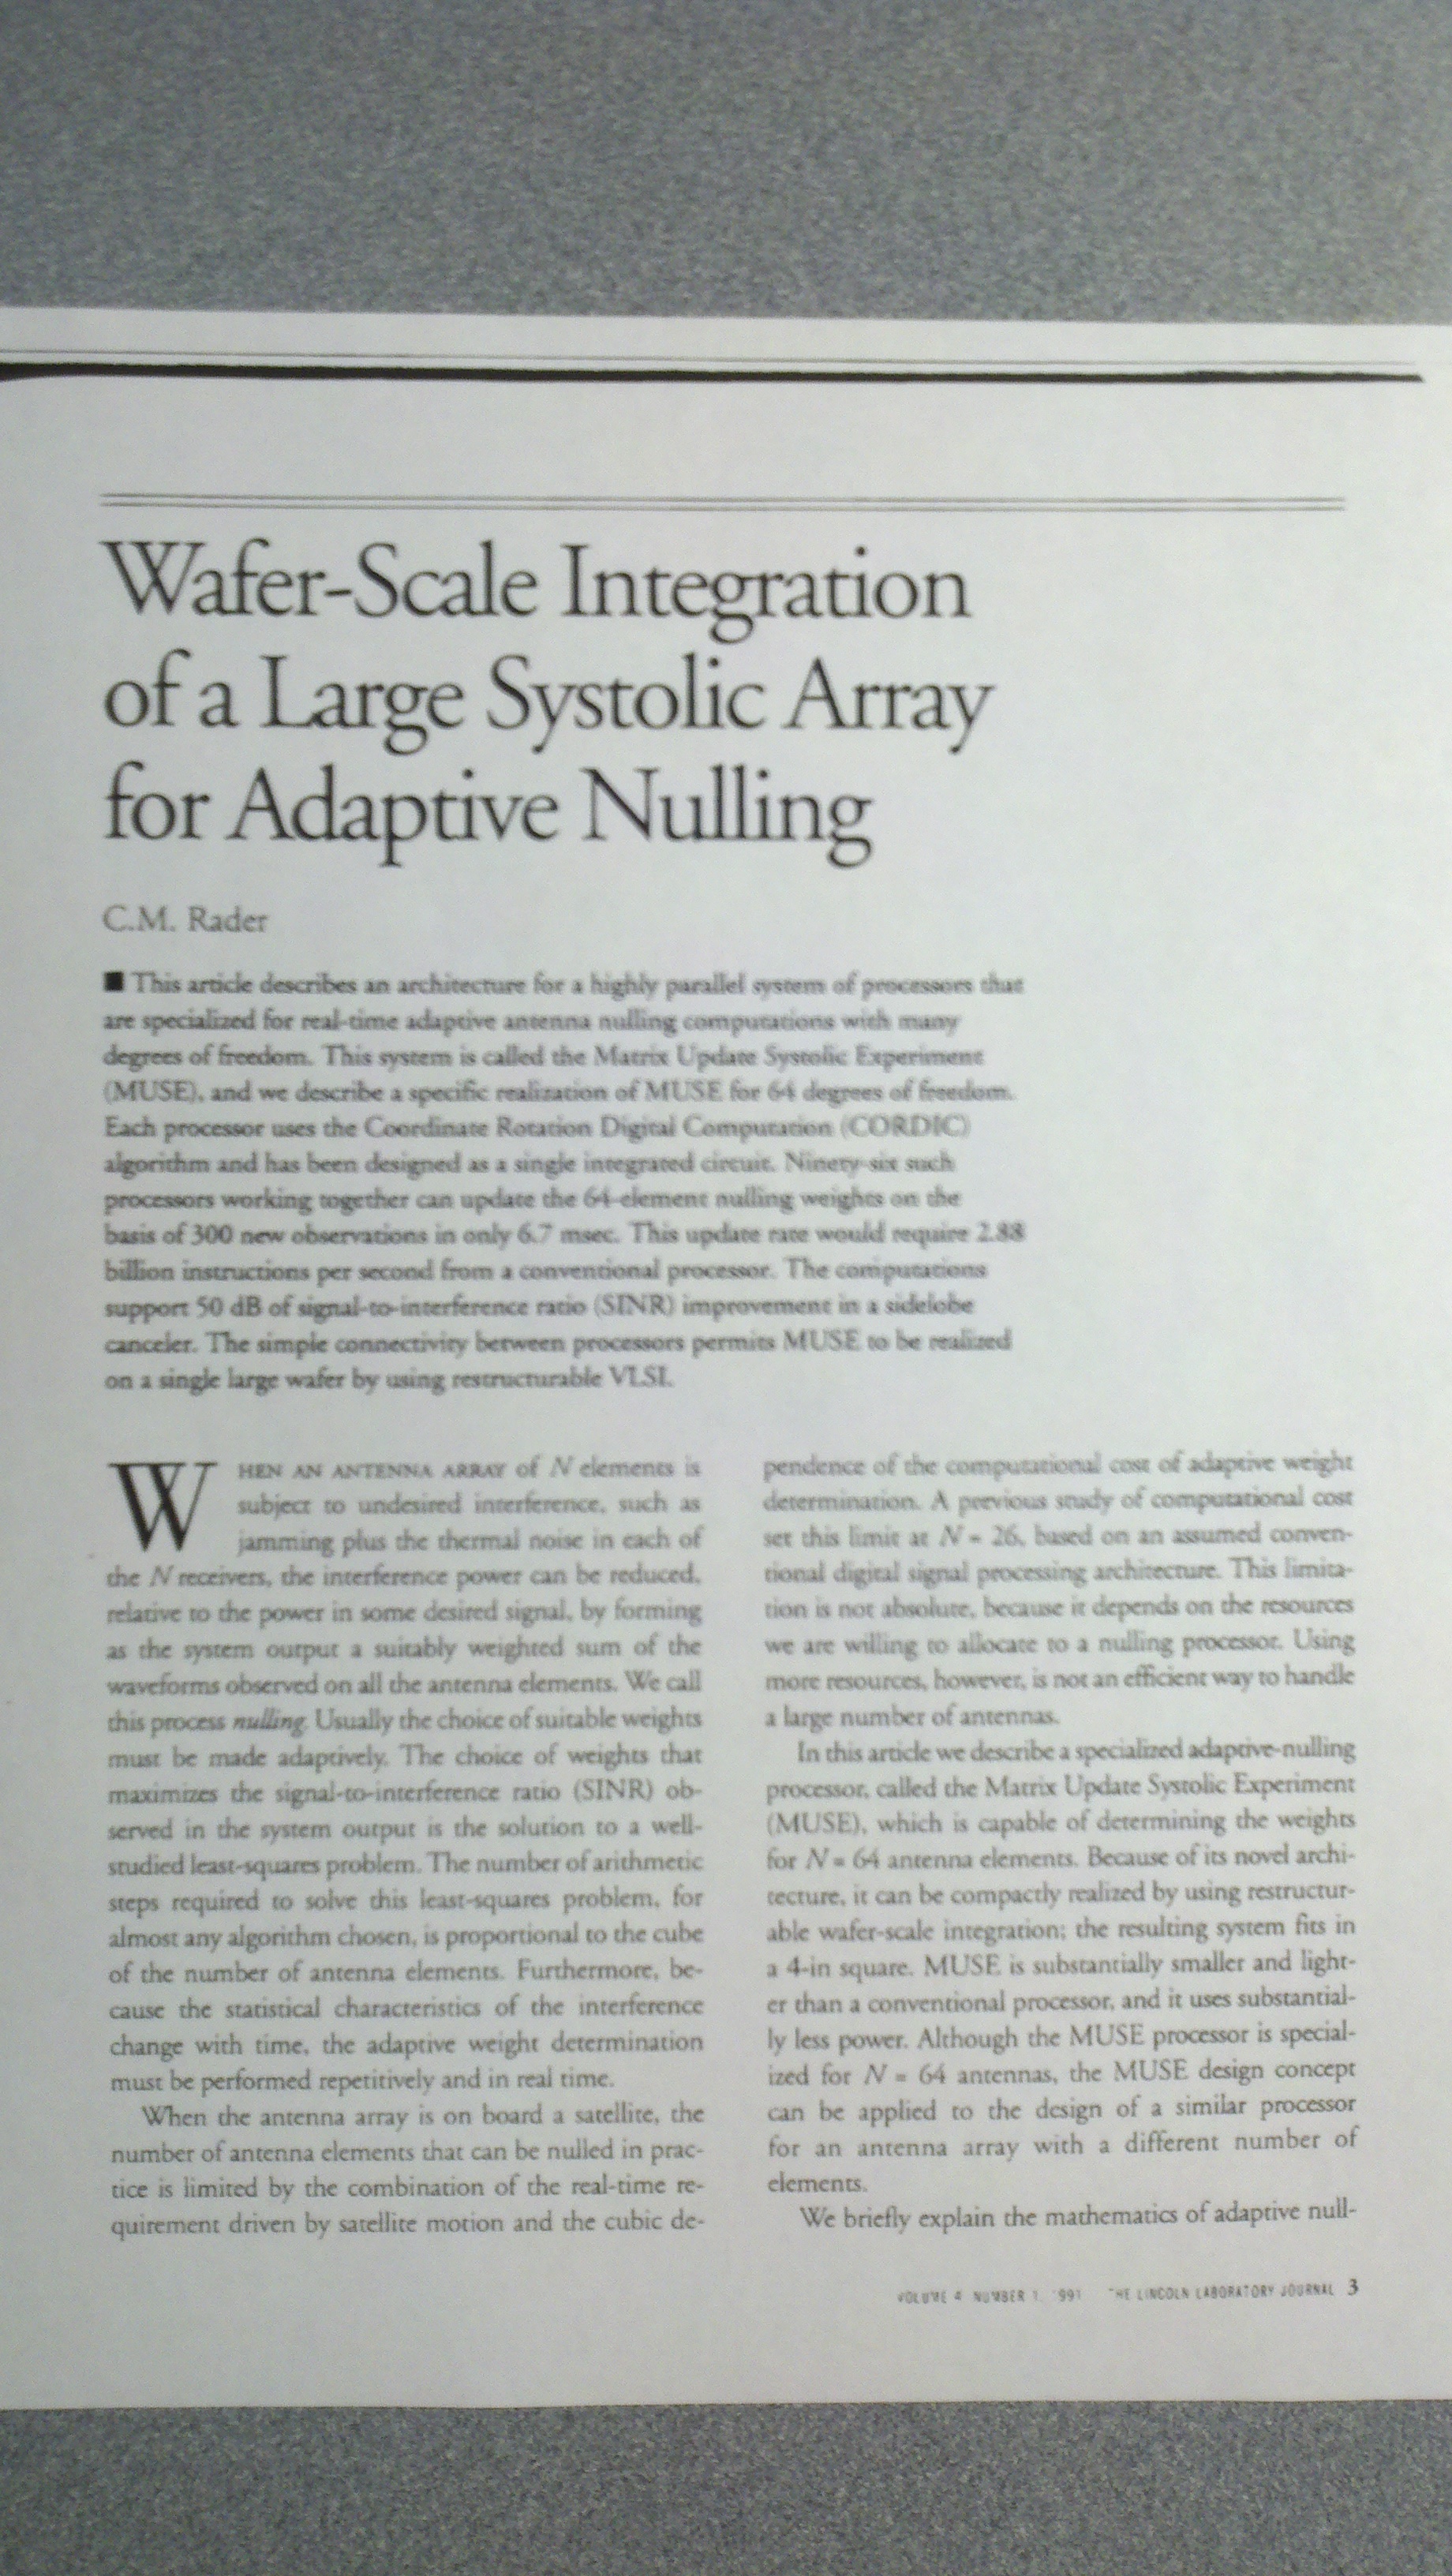 Wafer-Scale Integration
of a Large Systolic Array
for Adaptive Nulling
C.M. Rader
■ This article describes an architecture for a highly parallel system of processors that
are specialized for real-time adaptive antenna nulling computations with many
degrees of freedom. This system is called the Matrix Update Systolic Experiment
(MUSE), and we describe a specific realization of MUSE for 64 degrees of freedom.
Each processor uses the Coordinate Rotation Digital Computation (CORDIC)
algorithm and has been designed as a single integrated circuit. Ninety-six such
processors working together can update the 64-element nulling weights on the
basis of 300 new observations in only 6.7 msec. This update rate would require 2.88
billion instructions per second from a conventional processor. The computations
support 50 dB of signal-to-interference ratio (SINR) improvement in a sidelobe
canceler. The simple connectivity between processors permits MUSE to be realized
on a single large wafer by using restructurable VLSI.
WHEN AN ANTENNA ARRAY of N elements is
subject to undesired interference, such as
jamming plus the thermal noise in each of
the N receivers, the interference power can be reduced,
relative to the power in some desired signal, by forming
as the system output a suitably weighted sum of the
waveforms observed on all the antenna elements. We call
this process nulling. Usually the choice of suitable weights
must be made adaptively. The choice of weights that
maximizes the signal-to-interference ratio (SINR) ob-
served in the system output is the solution to a well-
studied least-squares problem. The number of arithmetic
steps required to solve this least-squares problem, for
almost any algorithm chosen, is proportional to the cube
of the number of antenna elements. Furthermore, be-
cause the statistical characteristics of the interference
change with time, the adaptive weight determination
must be performed repetitively and in real time.
When the antenna array is on board a satellite, the
number of antenna elements that can be nulled in prac-
tice is limited by the combination of the real-time re-
quirement driven by satellite motion and the cubic de-
pendence of the computational cost of adaptive weight
determination. A previous study of computational cost
set this limit at N = 26, based on an assumed conven-
tional digital signal processing architecture. This limita-
tion is not absolute, because it depends on the resources
we are willing to allocate to a nulling processor. Using
more resources, however, is not an efficient way to handle
a large number of antennas.
In this article we describe a specialized adaptive-nulling
processor, called the Matrix Update Systolic Experiment
(MUSE), which is capable of determining the weights
for N = 64 antenna elements. Because of its novel archi-
tecture, it can be compactly realized by using restructur-
able wafer-scale integration; the resulting system fits in
a 4-in square. MUSE is substantially smaller and light-
er than a conventional processor, and it uses substantial-
ly less power. Although the MUSE processor is special-
ized for N = 64 antennas, the MUSE design concept
can be applied to the design of a similar processor
for an antenna array with a different number of
elements.
We briefly explain the mathematics of adaptive null-
VOLUME 4 NUMBER 1, 1991 THE LINCOLN LABORATORY JOURNAL 3